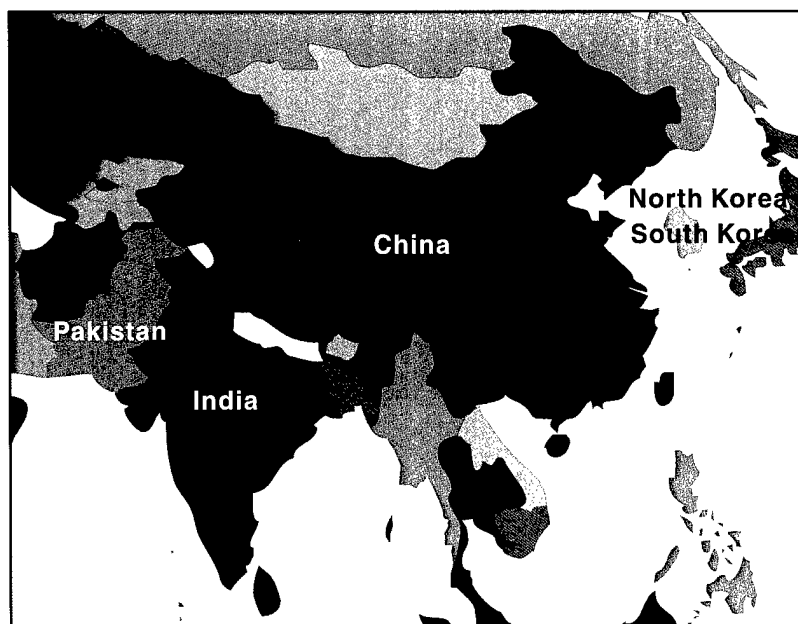 North Korea
South Korea
China
Pakistan
India